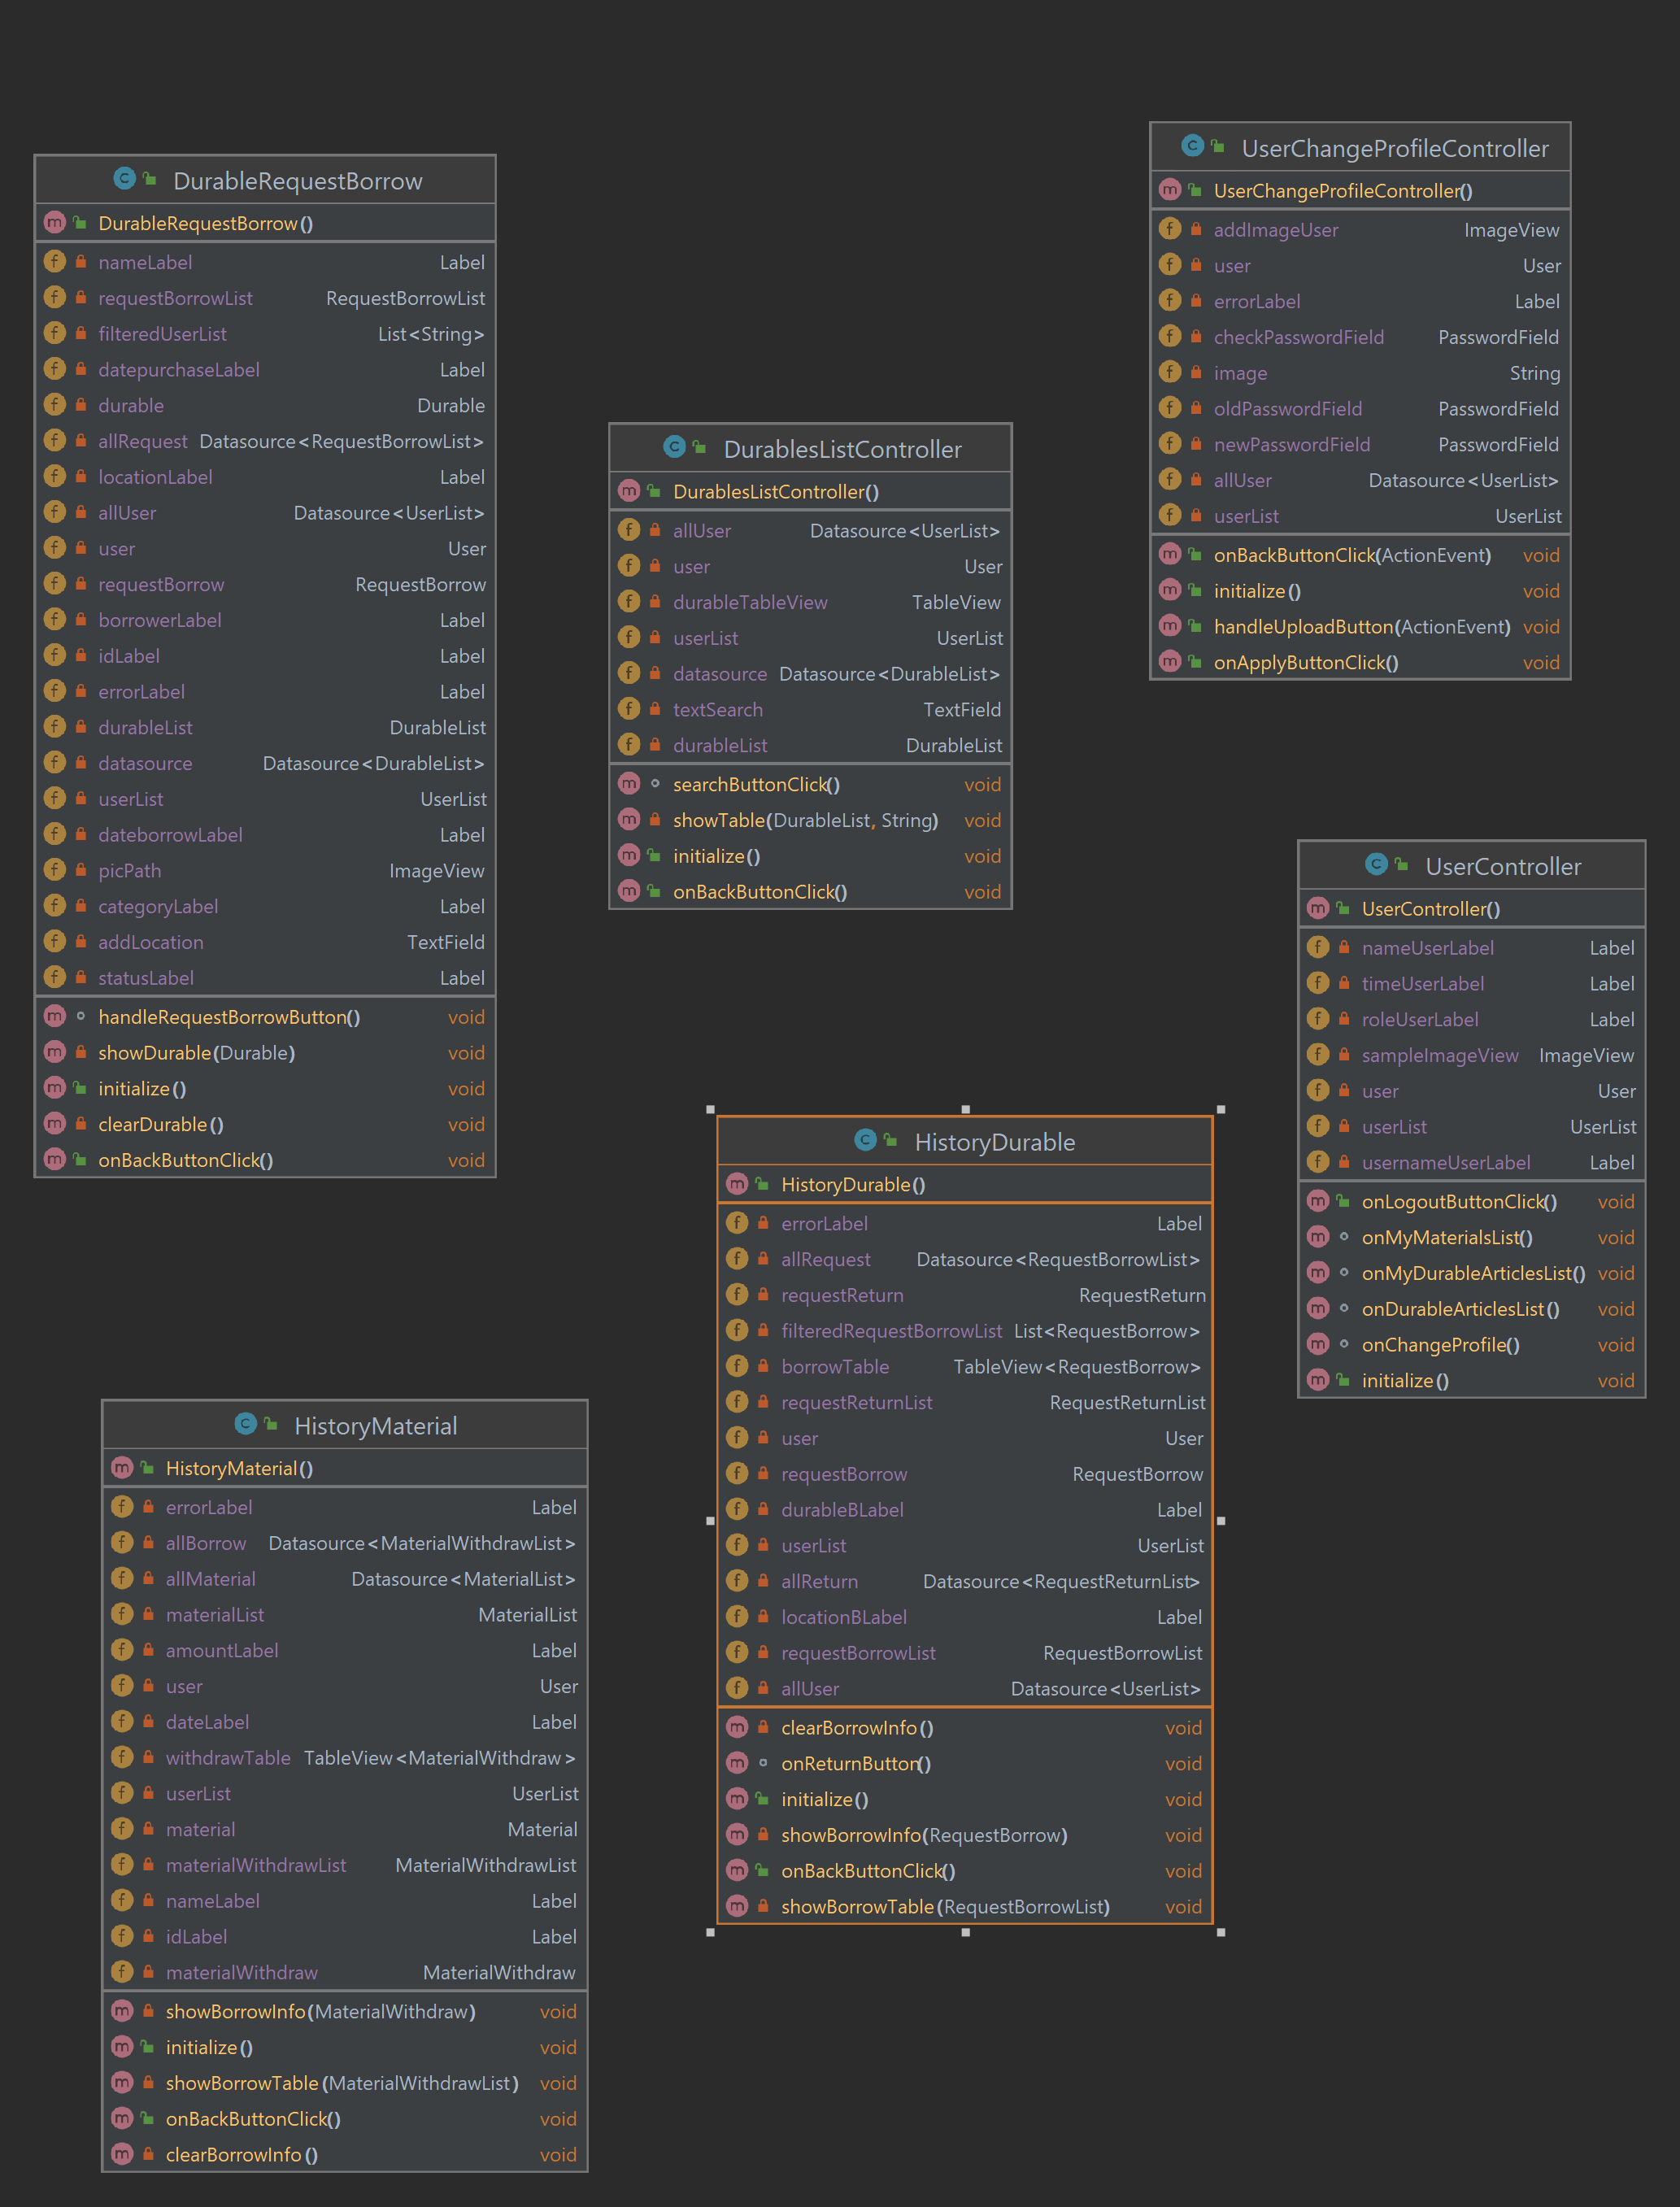 DurableRequestBorrow
DurableRequestBorrow()
nameLabel Label
requestBorrowList RequestBorrowList
filteredUserList List<String>
datepurchaseLabel Label
durable Durable
allRequest Datasource<RequestBorrowList>
locationLabel Label
allUser Datasource<UserList>
user User
requestBorrow RequestBorrow
borrowerLabel Label
idLabel Label
errorLabel Label
durableList DurableList
datasource Datasource<DurableList>
userList UserList
dateborrowLabel Label
picPath ImageView
categoryLabel Label
addLocation TextField
statusLabel Label
handleRequestBorrowButton() void
showDurable(Durable) void
initialize() void
clearDurable() void
onBackButtonClick() void
DurablesListController
DurablesListController()
allUser Datasource<UserList>
user User
durableTableView TableView
userList UserList
datasource Datasource<DurableList>
textSearch TextField
durableList DurableList
searchButtonClick() void
showTable(DurableList, String) void
initialize() void
onBackButtonClick() void
UserChangeProfileController
UserChangeProfileController()
addImageUser ImageView
user User
errorLabel Label
checkPasswordField PasswordField
image String
oldPasswordField PasswordField
newPasswordField PasswordField
allUser Datasource<UserList>
userList UserList
onBackButtonClick(ActionEvent) void
initialize() void
handleUploadButton(ActionEvent) void
onApplyButtonClick() void
UserController
UserController()
nameUserLabel Label
timeUserLabel Label
roleUserLabel Label
sampleImageView ImageView
user User
userList UserList
usernameUserLabel Label
onLogoutButtonClick() void
onMyMaterialsList() void
onMyDurableArticlesList() void
onDurableArticlesList() void
onChangeProfile() void
initialize() void
HistoryMaterial
HistoryMaterial()
errorLabel Label
allBorrow Datasource<MaterialWithdrawList>
allMaterial Datasource<MaterialList>
materialList MaterialList
amountLabel Label
user User
dateLabel Label
withdrawTable TableView<MaterialWithdraw>
userList UserList
material Material
materialWithdrawList MaterialWithdrawList
nameLabel Label
idLabel Label
materialWithdraw MaterialWithdraw
showBorrowInfo(MaterialWithdraw) void
initialize() void
showBorrowTable(MaterialWithdrawList) void
onBackButtonClick() void
clearBorrowInfo() void
HistoryDurable
HistoryDurable()
errorLabel Label
allRequest Datasource<RequestBorrowList>
requestReturn RequestReturn
filteredRequestBorrowList List<RequestBorrow>
borrowTable TableView<RequestBorrow>
requestReturnList RequestReturnList
user User
requestBorrow RequestBorrow
durableBLabel Label
userList UserList
allReturn Datasource<RequestReturnList>
locationBLabel Label
requestBorrowList RequestBorrowList
allUser Datasource<UserList>
clearBorrowInfo() void
onReturnButton() void
initialize() void
showBorrowInfo(RequestBorrow) void
onBackButtonClick() void
showBorrowTable(RequestBorrowList) void